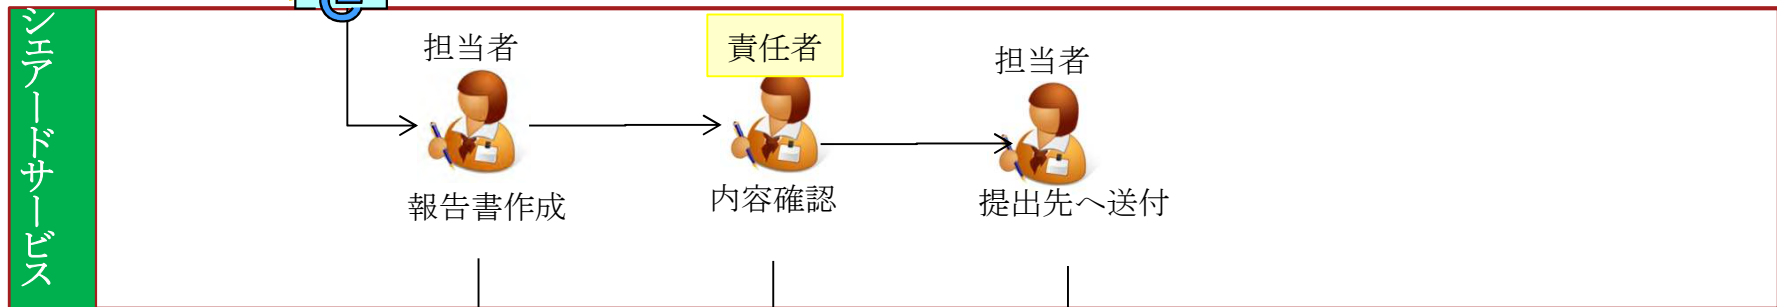 シェアードサービス
担当者
責任者
担当者
報告書作成
内容確認
提出先へ送付